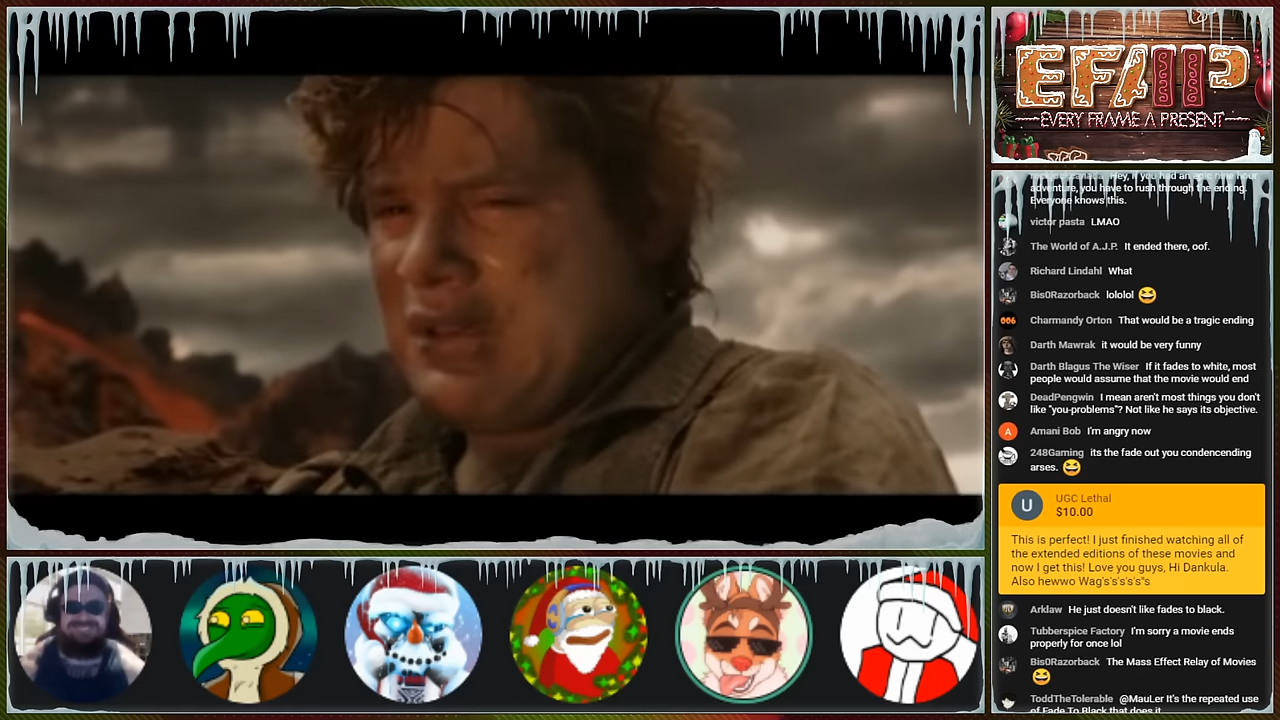 EFAP
EVERY FRAME A PRESENT
Hey, if you had an epic nine hour
adventure, you have to rush through the ending.
Everyone knows this.
victor pasta LMAO
The World of A.J.P. It ended there, oof.
Richard Lindahl What
Bis0Razorback lololol
Charmandy Orton That would be a tragic ending
Darth Mawrak it would be very funny
Darth Blagus The Wiser If it fades to white, most
people would assume that the movie would end
DeadPengwin I mean aren't most things you don't
like "you-problems"? Not like he says its objective.
A Amani Bob I'm angry now
248Gaming its the fade out you condencending
arses.
U UGC Lethal
$10.00
This is perfect! I just finished watching all of
the extended editions of these movies and
now I get this! Love you guys, Hi Dankula.
Also hewwo Wag's's's's's"s
Arklaw He just doesn't like fades to black.
Tubberspice Factory I'm sorry a movie ends
properly for once lol
Bis0Razorback The Mass Effect Relay of Movies
ToddTheTolerable @MauLer It's the repeated use
of Fade To Black that does it